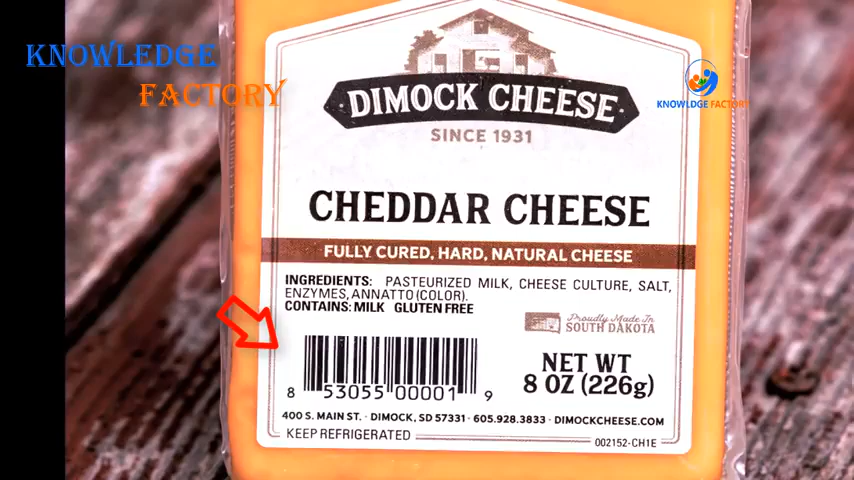 KNOWLEDGE
FACTORY
KNOWLDGE FACTORY
DIMOCK CHEESE
SINCE 1931
CHEDDAR CHEESE
FULLY CURED, HARD, NATURAL CHEESE
INGREDIENTS: PASTEURIZED MILK, CHEESE CULTURE, SALT,
ENZYMES, ANNATTO (COLOR).
CONTAINS: MILK GLUTEN FREE
Proudly Made In
SOUTH DAKOTA
NET WT
8 OZ (226g)
8 53055 00001 9
400 S. MAIN ST. · DIMOCK, SD 57331 · 605.928.3833 · DIMOCKCHEESE.COM
KEEP REFRIGERATED
002152-CH1E